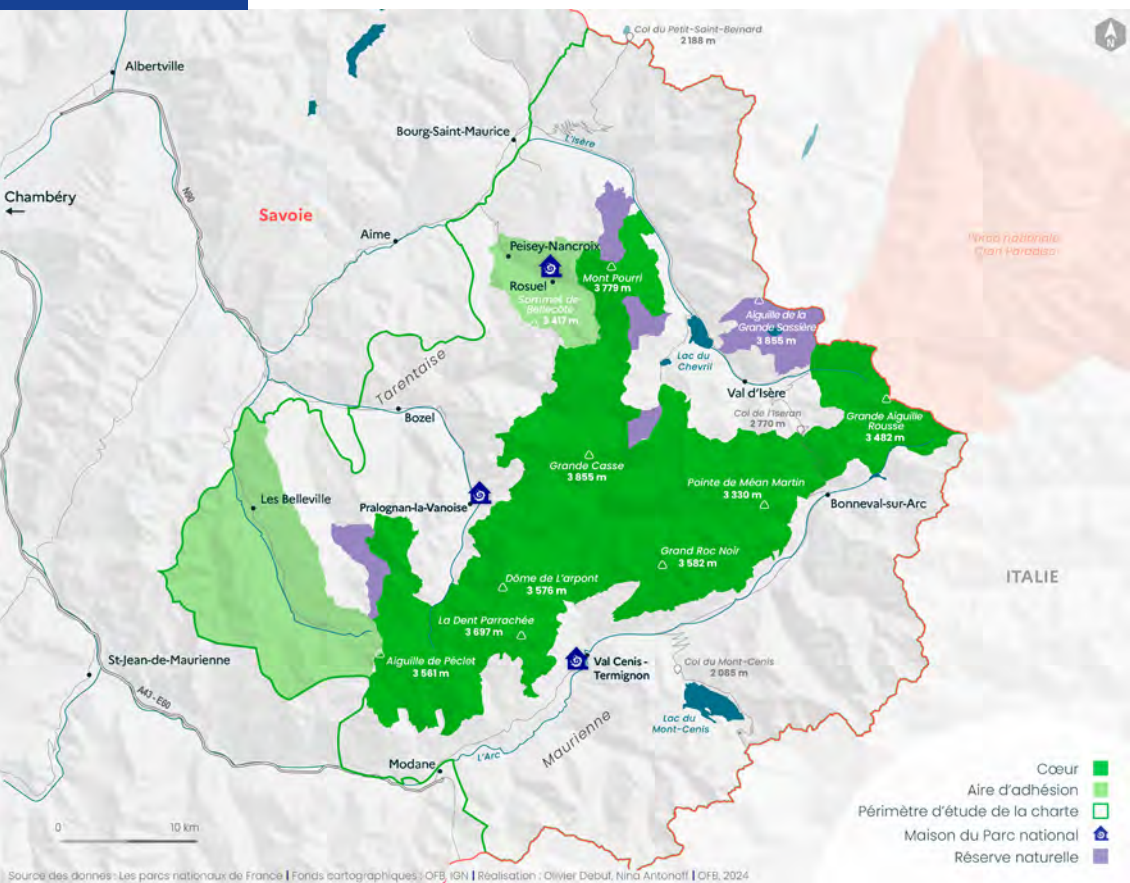 Col du Petit-Saint-Bernard
2 188 m
N
Albertville
Bourg-Saint-Maurice
L'Isère
Chambéry
N90
Savoie
Aime
Peisey-Nancroix
Rosuel
Mont Pourri
3 779 m
Sommet de
Bellecôte
3 417 m
Parco nazionale
Gran Paradiso
Aiguille de la
Grande Sassière
3 855 m
Lac du
Chevril
Tarentaise
Val d'Isère
Bozel
Col de l'Iseran
2 770 m
Grande Aiguille
Rousse
3 482 m
Grande Casse
3 855 m
Pointe de Méan Martin
3 330 m
Les Belleville
Pralognan-la-Vanoise
Bonneval-sur-Arc
Grand Roc Noir
3 582 m
Dôme de L'arpont
3 576 m
ITALIE
La Dent Parrachée
3 697 m
St-Jean-de-Maurienne
Aiguille de Péclet
3 561 m
Val Cenis -
Termignon
Col du Mont-Cenis
2 085 m
A43 - E60
Lac du
Mont-Cenis
Maurienne
Modane
L'Arc
Cœur
Aire d'adhésion
Périmètre d'étude de la charte
Maison du Parc national
Réserve naturelle
0 10 km
Source des données : Les parcs nationaux de France | Fonds cartographiques : OFB, IGN | Réalisation : Olivier Debuf, Nina Antonoff | OFB, 2024